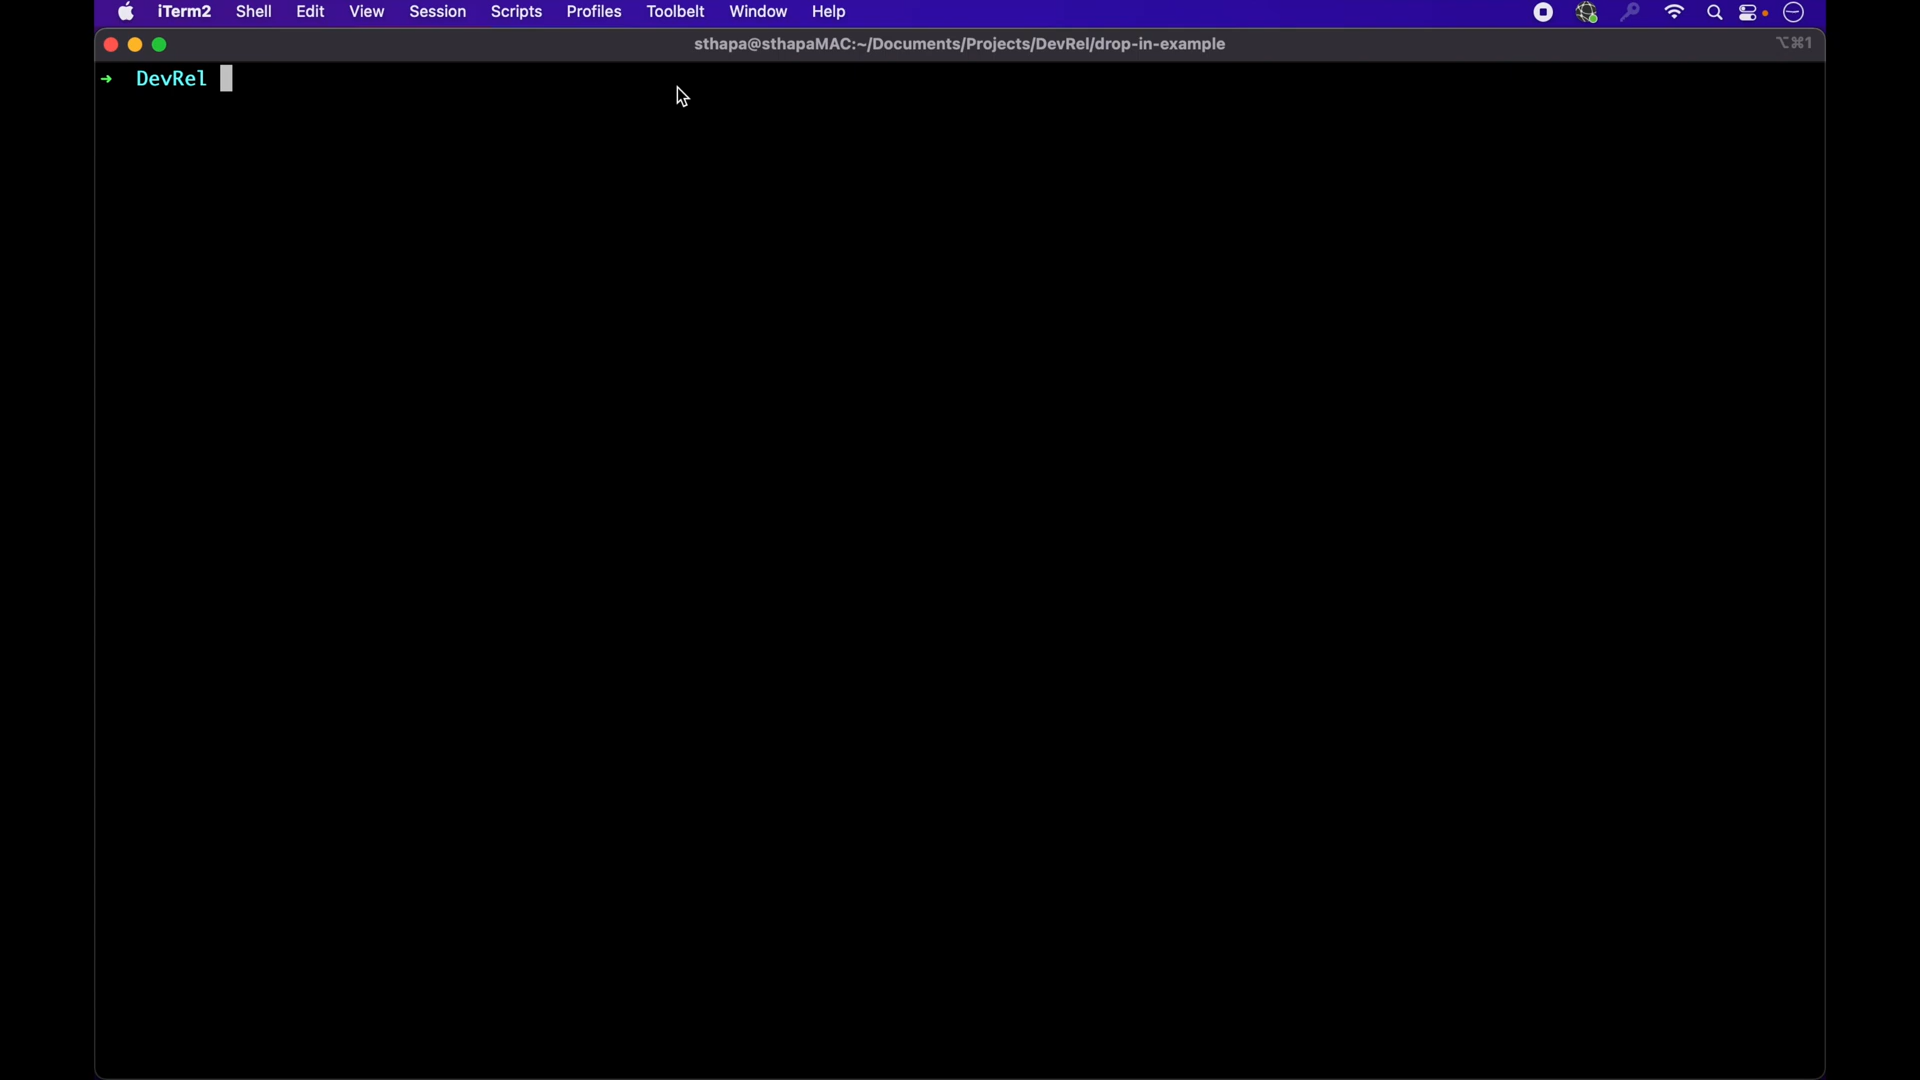 iTerm2 Shell Edit View Session Scripts Profiles Toolbelt Window Help
sthapa@sthapaMAC:~/Documents/Projects/DevRel/drop-in-example ⌥⌘1
➜ DevRel